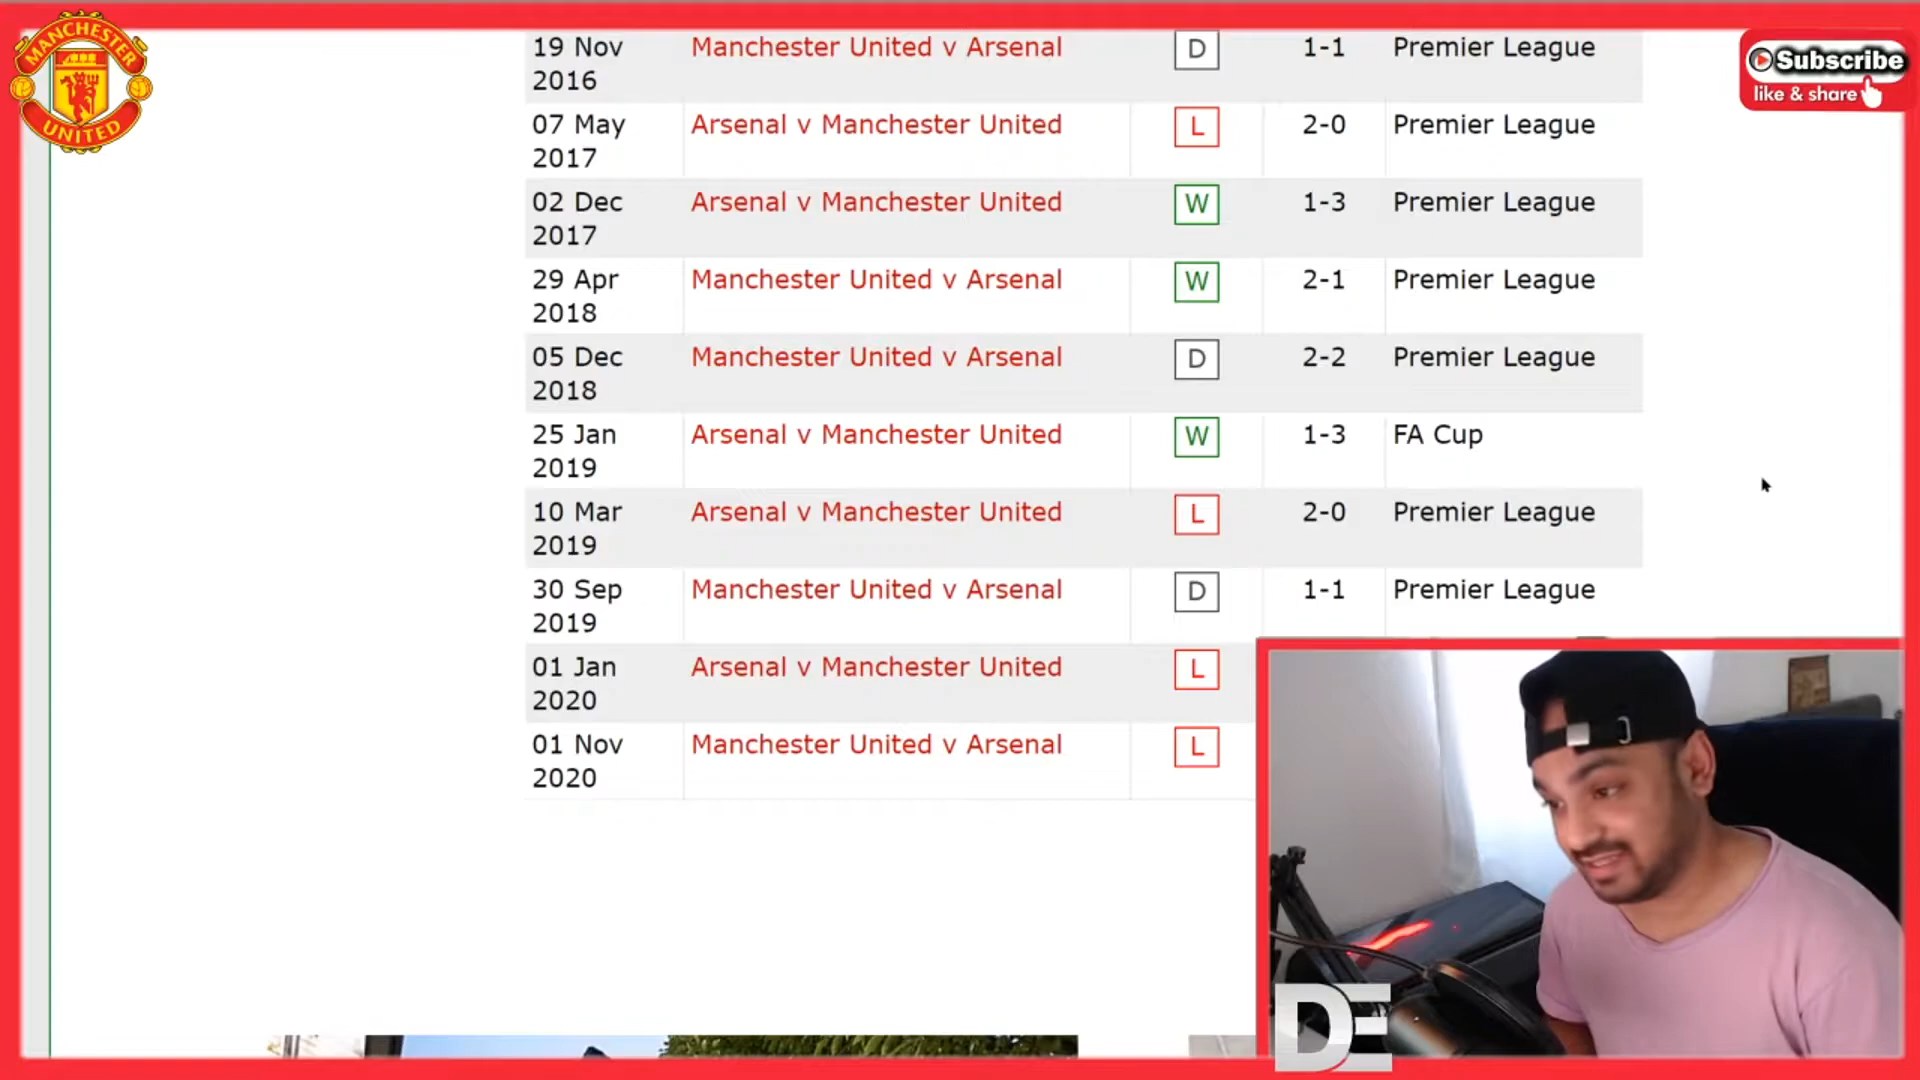 MANCHESTER
UNITED
Subscribe
like & share
19 Nov 2016 Manchester United v Arsenal D 1-1 Premier League
07 May 2017 Arsenal v Manchester United L 2-0 Premier League
02 Dec 2017 Arsenal v Manchester United W 1-3 Premier League
29 Apr 2018 Manchester United v Arsenal W 2-1 Premier League
05 Dec 2018 Manchester United v Arsenal D 2-2 Premier League
25 Jan 2019 Arsenal v Manchester United W 1-3 FA Cup
10 Mar 2019 Arsenal v Manchester United L 2-0 Premier League
30 Sep 2019 Manchester United v Arsenal D 1-1 Premier League
01 Jan 2020 Arsenal v Manchester United L
01 Nov 2020 Manchester United v Arsenal L
DE